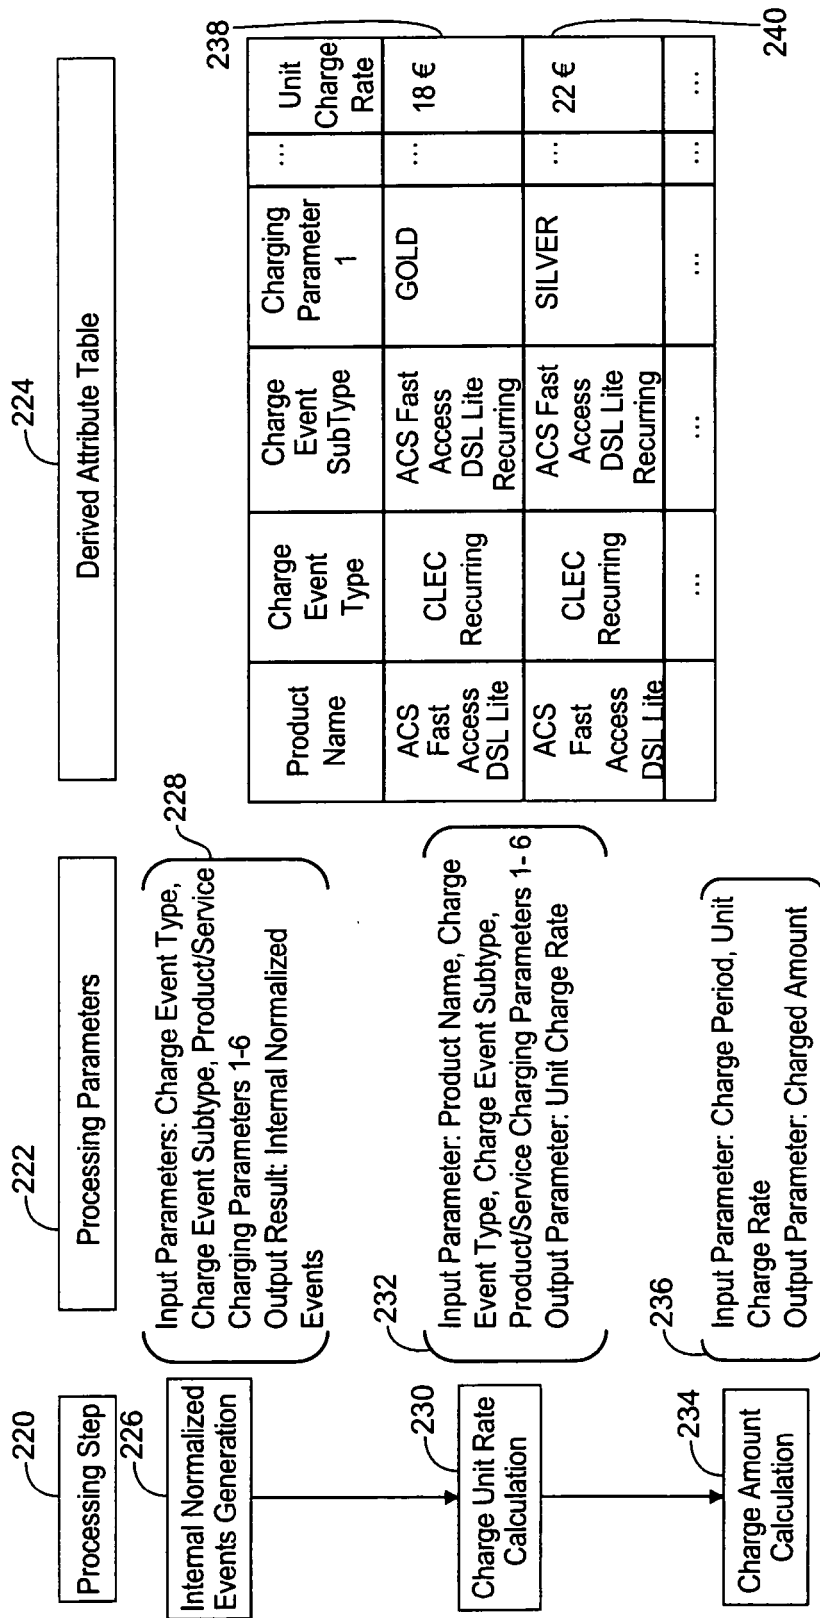 220
Processing Step
222
Processing Parameters
224
Derived Attribute Table
226
Internal Normalized
Events Generation
228
Input Parameters: Charge Event Type,
Charge Event Subtype, Product/Service
Charging Parameters 1-6
Output Result: Internal Normalized
Events
230
Charge Unit Rate
Calculation
232
Input Parameter: Product Name, Charge
Event Type, Charge Event Subtype,
Product/Service Charging Parameters 1- 6
Output Parameter: Unit Charge Rate
234
Charge Amount
Calculation
236
Input Parameter: Charge Period, Unit
Charge Rate
Output Parameter: Charged Amount
Product
Name
Charge
Event
Type
Charge
Event
SubType
Charging
Parameter
1
...
Unit
Charge
Rate
ACS
Fast
Access
DSL Lite
CLEC
Recurring
ACS Fast
Access
DSL Lite
Recurring
GOLD
...
18 €
238
ACS
Fast
Access
DSL Lite
CLEC
Recurring
ACS Fast
Access
DSL Lite
Recurring
SILVER
...
22 €
240
...
...
...
...
...